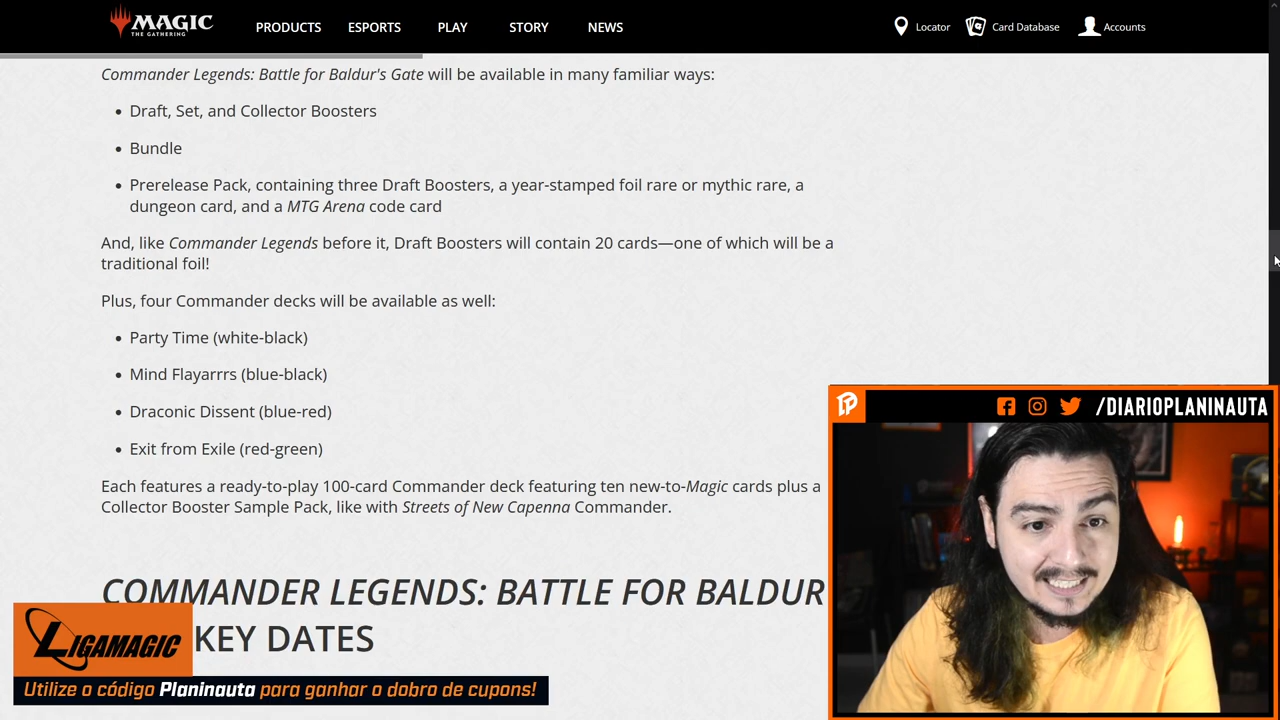 MAGIC
THE GATHERING
PRODUCTS ESPORTS PLAY STORY NEWS Locator Card Database Accounts
Commander Legends: Battle for Baldur's Gate will be available in many familiar ways:
• Draft, Set, and Collector Boosters
• Bundle
• Prerelease Pack, containing three Draft Boosters, a year-stamped foil rare or mythic rare, a
dungeon card, and a MTG Arena code card
And, like Commander Legends before it, Draft Boosters will contain 20 cards—one of which will be a
traditional foil!
Plus, four Commander decks will be available as well:
• Party Time (white-black)
• Mind Flayarrrs (blue-black)
• Draconic Dissent (blue-red)
• Exit from Exile (red-green)
Each features a ready-to-play 100-card Commander deck featuring ten new-to-Magic cards plus a
Collector Booster Sample Pack, like with Streets of New Capenna Commander.
COMMANDER LEGENDS: BATTLE FOR BALDUR
KEY DATES
/DIARIOPLANINAUTA
LIGAMAGIC
Utilize o código Planinauta para ganhar o dobro de cupons!